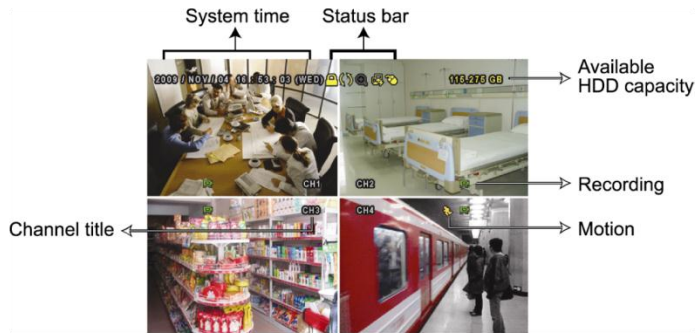 System time
Status bar
2009 / NOV / 04 16 : 53 : 03 (WED)
115.275 GB
Available
HDD capacity
CH1
CH2
Recording
CH3
CH4
Channel title
Motion